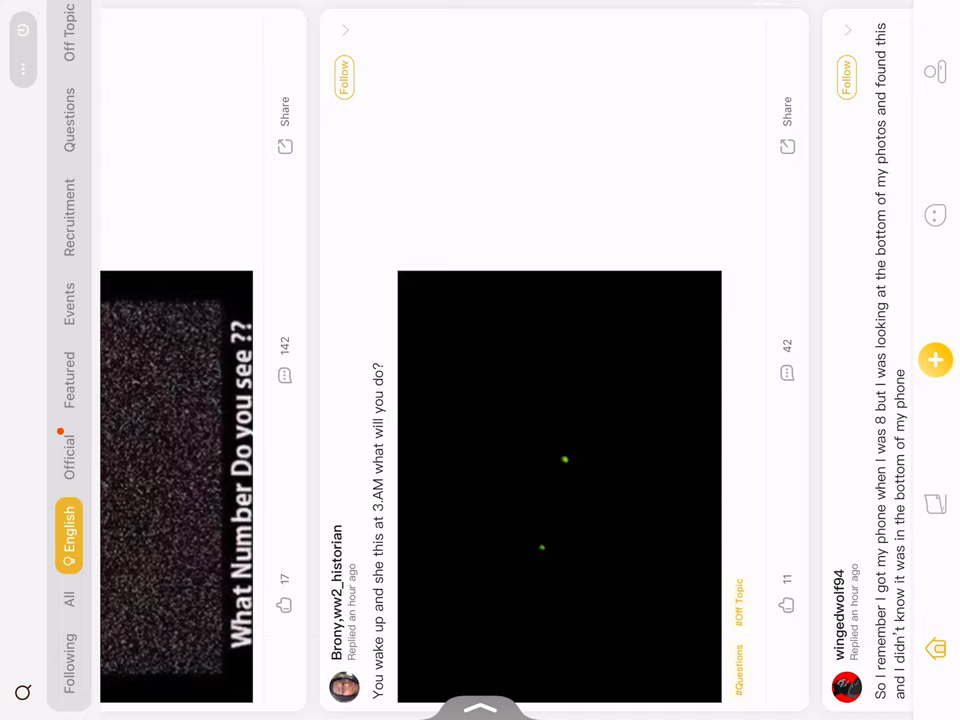 Following All English Official Featured Events Recruitment Questions Off Topic
What Number Do you see ??
17 142 Share
Brony,ww2_historian
Replied an hour ago
Follow
You wake up and she this at 3.AM what will you do?
#Questions #Off Topic
11 42 Share
wingedwolf94
Replied an hour ago
Follow
So I remember I got my phone when I was 8 but I was looking at the bottom of my photos and found this
and I didn't know it was in the bottom of my phone